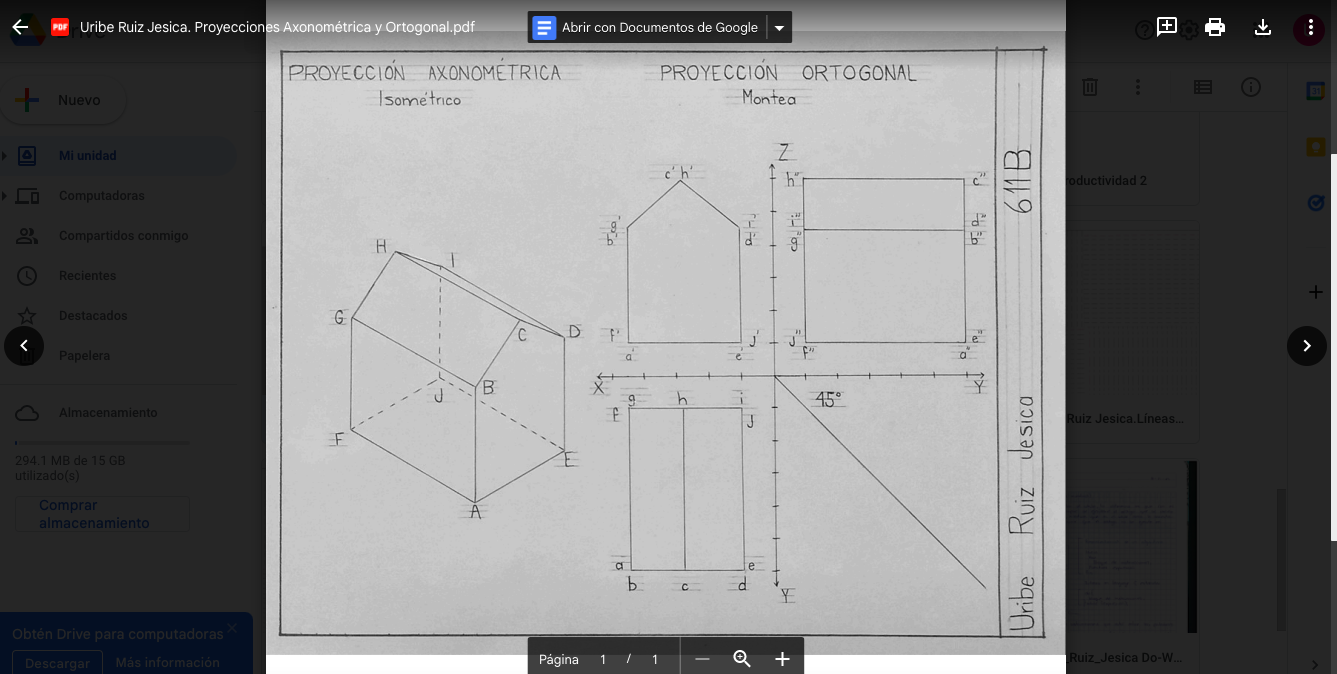 Uribe Ruiz Jesica. Proyecciones Axonométrica y Ortogonal.pdf
PDF
Abrir con Documentos de Google
Nuevo
Mi unidad
Computadoras
Compartidos conmigo
Recientes
Destacados
Papelera
Almacenamiento
294.1 MB de 15 GB
utilizado(s)
Comprar
almacenamiento
Obtén Drive para computadoras
Descargar
Más información
PROYECCIÓN AXONOMÉTRICA
Isométrico
H
I
G
C
D
B
J
F
E
A
PROYECCIÓN ORTOGONAL
Montea
Z
c' h'
h"
c"
g'
i'
i"
d"
b'
d'
g"
b"
f'
J'
J"
e"
a'
e'
f"
a"
X
Y
g
h
i
45°
f
J
a
e
b
c
d
Y
611B
Uribe Ruiz Jesica
roductividad 2
Ruiz Jesica.Líneas...
_Ruiz_Jesica Do-W...
Página 1 / 1